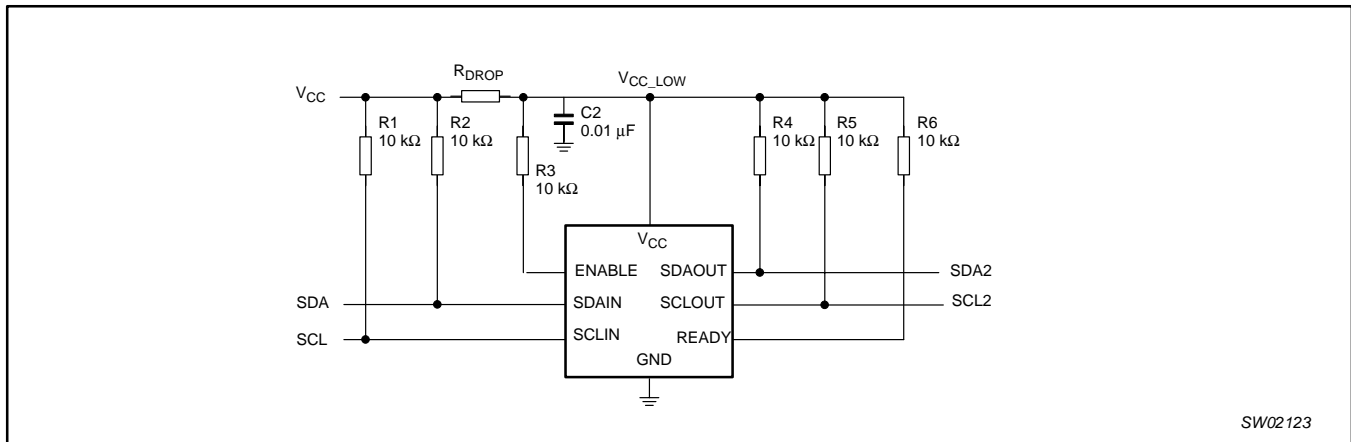 R_DROP
V_CC
V_CC_LOW
R1
10 kΩ
R2
10 kΩ
R3
10 kΩ
C2
0.01 μF
R4
10 kΩ
R5
10 kΩ
R6
10 kΩ
V_CC
ENABLE
SDAOUT
SDA2
SDA
SDAIN
SCLOUT
SCL2
SCL
SCLIN
READY
GND
SW02123